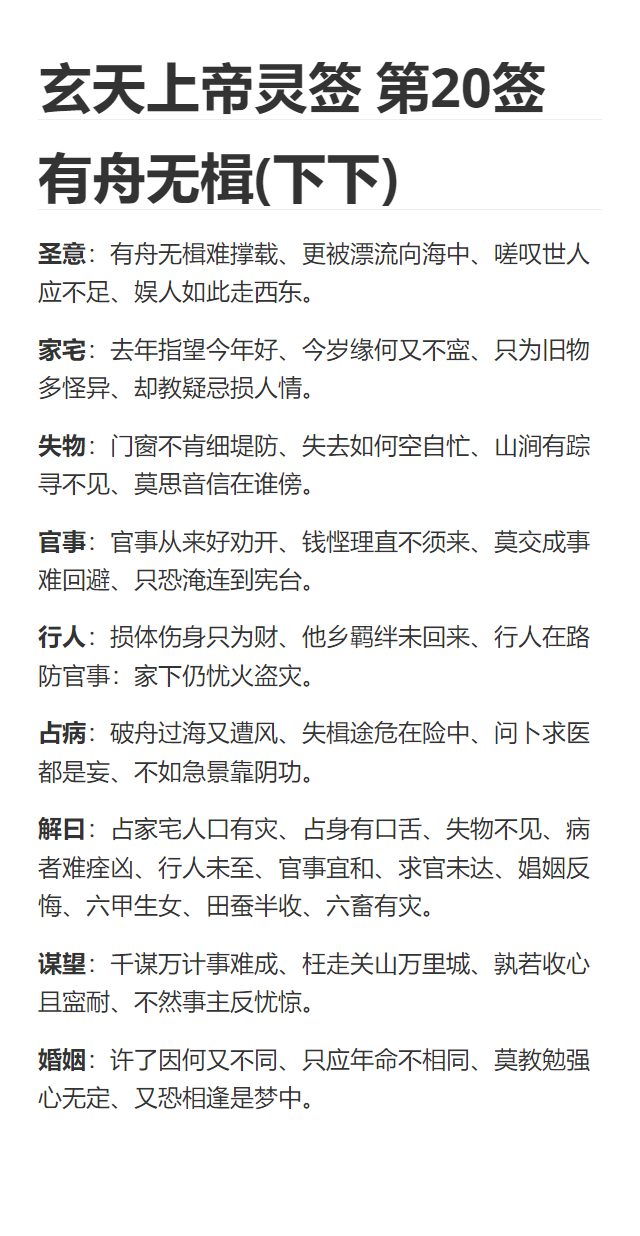 玄天上帝灵签 第20签
有舟无楫(下下)
圣意：有舟无楫难撑载、更被漂流向海中、嗟叹世人
应不足、娱人如此走西东。
家宅：去年指望今年好、今岁缘何又不寍、只为旧物
多怪异、却教疑忌损人情。
失物：门窗不肯细堤防、失去如何空自忙、山涧有踪
寻不见、莫思音信在谁傍。
官事：官事从来好劝开、钱悭理直不须来、莫交成事
难回避、只恐淹连到宪台。
行人：损体伤身只为财、他乡羁绊未回来、行人在路
防官事：家下仍忧火盗灾。
占病：破舟过海又遭风、失楫途危在险中、问卜求医
都是妄、不如急景靠阴功。
解曰：占家宅人口有灾、占身有口舌、失物不见、病
者难痊凶、行人未至、官事宜和、求官未达、娼姻反
悔、六甲生女、田蚕半收、六畜有灾。
谋望：千谋万计事难成、枉走关山万里城、孰若收心
且寍耐、不然事主反忧惊。
婚姻：许了因何又不同、只应年命不相同、莫教勉强
心无定、又恐相逢是梦中。